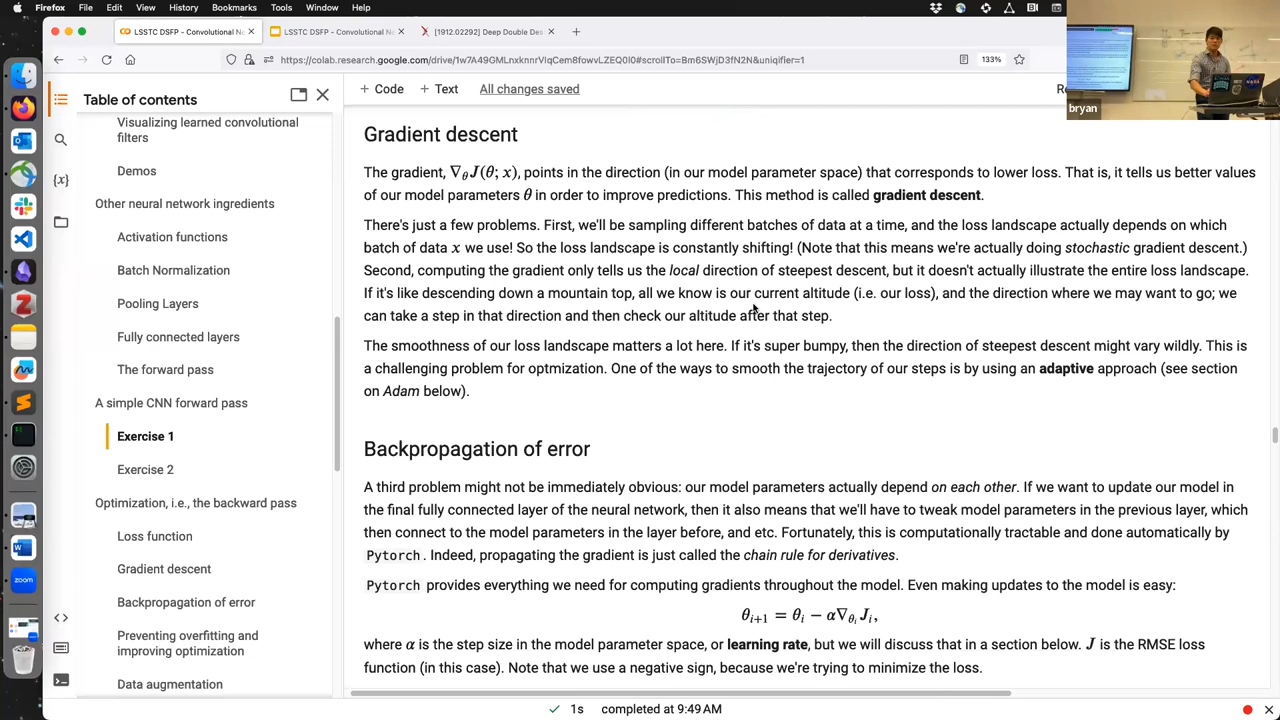 Firefox File Edit View History Bookmarks Tools Window Help
LSSTC DSFP - Convolutional Ne
LSSTC DSFP - Convolutional Ne
[1912.02292] Deep Double Des
133%
bryan
Table of contents
Code Text
Visualizing learned convolutional
filters
Demos
Other neural network ingredients
Activation functions
Batch Normalization
Pooling Layers
Fully connected layers
The forward pass
A simple CNN forward pass
Exercise 1
Exercise 2
Optimization, i.e., the backward pass
Loss function
Gradient descent
Backpropagation of error
Preventing overfitting and
improving optimization
Data augmentation
Gradient descent
The gradient, ∇θJ(θ; x), points in the direction (in our model parameter space) that corresponds to lower loss. That is, it tells us better values
of our model parameters θ in order to improve predictions. This method is called gradient descent.
There's just a few problems. First, we'll be sampling different batches of data at a time, and the loss landscape actually depends on which
batch of data x we use! So the loss landscape is constantly shifting! (Note that this means we're actually doing stochastic gradient descent.)
Second, computing the gradient only tells us the local direction of steepest descent, but it doesn't actually illustrate the entire loss landscape.
If it's like descending down a mountain top, all we know is our current altitude (i.e. our loss), and the direction where we may want to go; we
can take a step in that direction and then check our altitude after that step.
The smoothness of our loss landscape matters a lot here. If it's super bumpy, then the direction of steepest descent might vary wildly. This is
a challenging problem for optmization. One of the ways to smooth the trajectory of our steps is by using an adaptive approach (see section
on Adam below).
Backpropagation of error
A third problem might not be immediately obvious: our model parameters actually depend on each other. If we want to update our model in
the final fully connected layer of the neural network, then it also means that we'll have to tweak model parameters in the previous layer, which
then connect to the model parameters in the layer before, and etc. Fortunately, this is computationally tractable and done automatically by
Pytorch. Indeed, propagating the gradient is just called the chain rule for derivatives.
Pytorch provides everything we need for computing gradients throughout the model. Even making updates to the model is easy:
θi+1 = θi − α∇θi Ji,
where α is the step size in the model parameter space, or learning rate, but we will discuss that in a section below. J is the RMSE loss
function (in this case). Note that we use a negative sign, because we're trying to minimize the loss.
1s completed at 9:49 AM